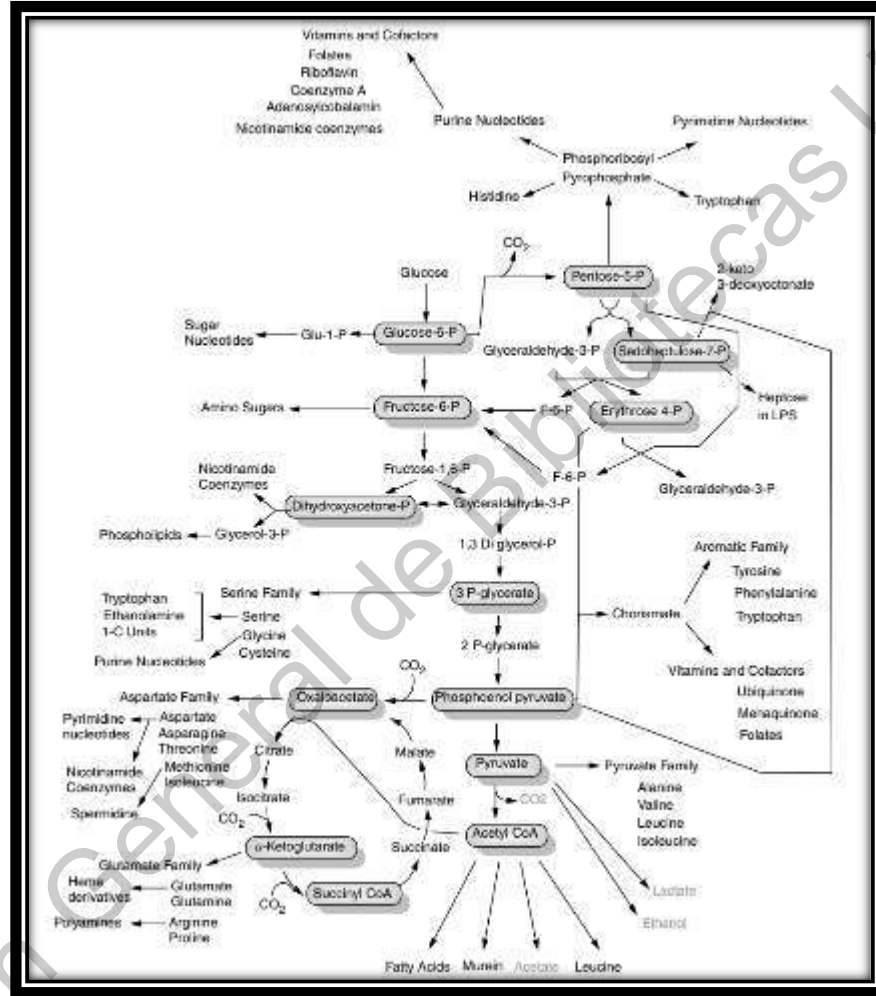 Vitamins and Cofactors
Folates
Riboflavin
Coenzyme A
Adenosylcobalamin
Nicotinamide coenzymes
Purine Nucleotides
Pyrimidine Nucleotides
Phosphoribosyl
Pyrophosphate
Histidine
Tryptophan
CO2
Glucose
Pentose-5-P
2-keto
3-deoxyoctonate
Sugar
Nucleotides
Glu-1-P
Glucose-6-P
Glyceraldehyde-3-P
Sedoheptulose-7-P
Heptose
in LPS
Amino Sugars
Fructose-6-P
F-6-P
Erythrose 4-P
Fructose-1,6-P
F-6-P
Glyceraldehyde-3-P
Nicotinamide
Coenzymes
Dihydroxyacetone-P
Glyceraldehyde-3-P
Phospholipids
Glycerol-3-P
1,3 Di glycerol-P
Aromatic Family
Tyrosine
Phenylalanine
Tryptophan
Serine Family
3 P-glycerate
Chorismate
Tryptophan
Ethanolamine
1-C Units
Serine
Glycine
Cysteine
Purine Nucleotides
2 P-glycerate
Vitamins and Cofactors
Ubiquinone
Menaquinone
Folates
CO2
Aspartate Family
Oxaloacetate
Phosphoenol pyruvate
Pyrimidine
nucleotides
Aspartate
Asparagine
Threonine
Methionine
Isoleucine
Nicotinamide
Coenzymes
Spermidine
Citrate
Malate
Pyruvate
Pyruvate Family
Alanine
Valine
Leucine
Isoleucine
Isocitrate
Fumarate
CO2
CO2
Acetyl CoA
α-Ketoglutarate
Succinate
Glutamate Family
Heme
derivatives
Glutamate
Glutamine
CO2
Succinyl CoA
Lactate
Ethanol
Polyamines
Arginine
Proline
Fatty Acids
Murein
Acetate
Leucine
General de Bibliotecas